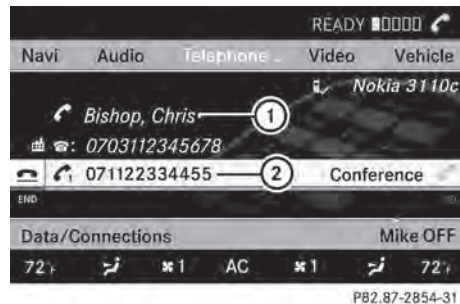 READY
Navi Audio Telephone Video Vehicle
Nokia 3110c
Bishop, Chris 1
: 0703112345678
071122334455 2 Conference
END
Data/Connections Mike OFF
72°F 1 AC 1 72°F
P82.87-2854-31